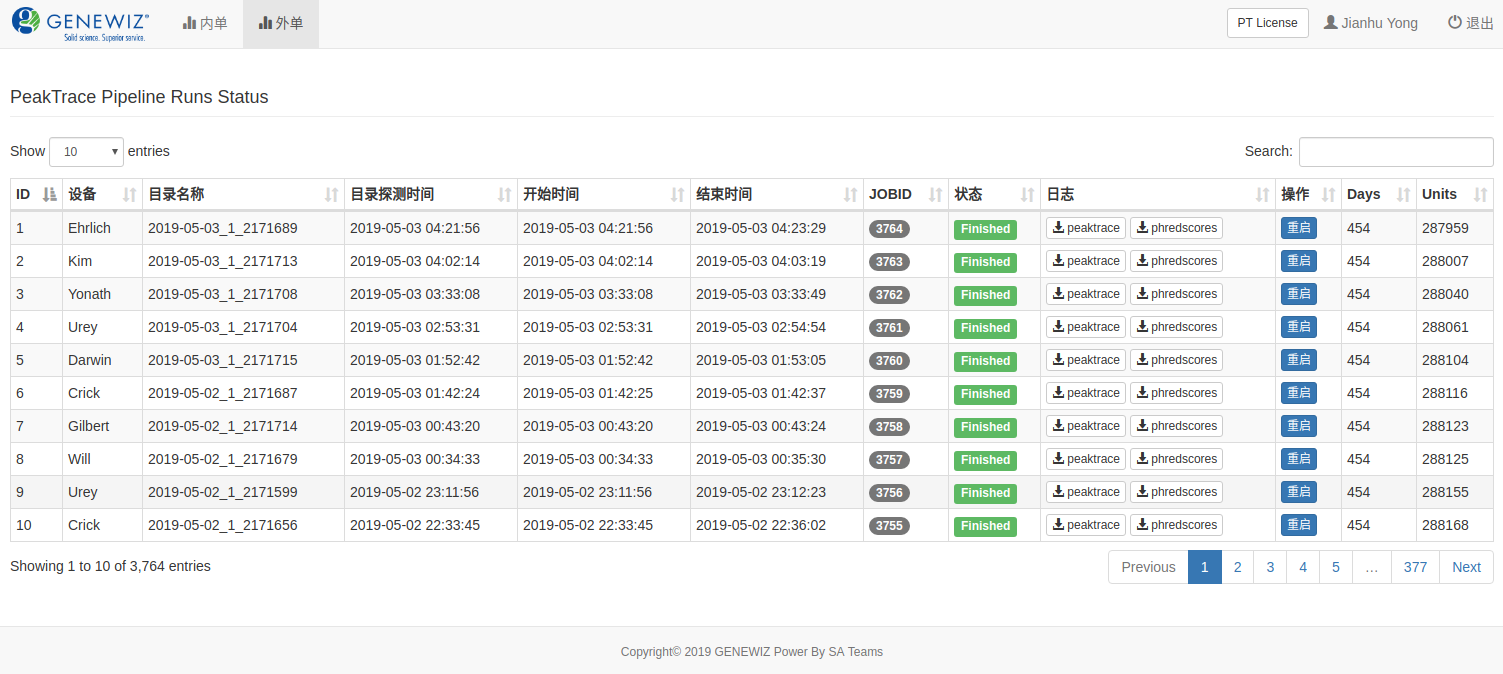 GENEWIZ®
Solid science. Superior service.
内单
外单
PT License
Jianhu Yong
退出
PeakTrace Pipeline Runs Status
Show 10 entries
Search:
ID 设备 目录名称 目录探测时间 开始时间 结束时间 JOBID 状态 日志 操作 Days Units
1 Ehrlich 2019-05-03_1_2171689 2019-05-03 04:21:56 2019-05-03 04:21:56 2019-05-03 04:23:29 3764 Finished peaktrace phredscores 重启 454 287959
2 Kim 2019-05-03_1_2171713 2019-05-03 04:02:14 2019-05-03 04:02:14 2019-05-03 04:03:19 3763 Finished peaktrace phredscores 重启 454 288007
3 Yonath 2019-05-03_1_2171708 2019-05-03 03:33:08 2019-05-03 03:33:08 2019-05-03 03:33:49 3762 Finished peaktrace phredscores 重启 454 288040
4 Urey 2019-05-03_1_2171704 2019-05-03 02:53:31 2019-05-03 02:53:31 2019-05-03 02:54:54 3761 Finished peaktrace phredscores 重启 454 288061
5 Darwin 2019-05-03_1_2171715 2019-05-03 01:52:42 2019-05-03 01:52:42 2019-05-03 01:53:05 3760 Finished peaktrace phredscores 重启 454 288104
6 Crick 2019-05-02_1_2171687 2019-05-03 01:42:24 2019-05-03 01:42:25 2019-05-03 01:42:37 3759 Finished peaktrace phredscores 重启 454 288116
7 Gilbert 2019-05-02_1_2171714 2019-05-03 00:43:20 2019-05-03 00:43:20 2019-05-03 00:43:24 3758 Finished peaktrace phredscores 重启 454 288123
8 Will 2019-05-02_1_2171679 2019-05-03 00:34:33 2019-05-03 00:34:33 2019-05-03 00:35:30 3757 Finished peaktrace phredscores 重启 454 288125
9 Urey 2019-05-02_1_2171599 2019-05-02 23:11:56 2019-05-02 23:11:56 2019-05-02 23:12:23 3756 Finished peaktrace phredscores 重启 454 288155
10 Crick 2019-05-02_1_2171656 2019-05-02 22:33:45 2019-05-02 22:33:45 2019-05-02 22:36:02 3755 Finished peaktrace phredscores 重启 454 288168
Showing 1 to 10 of 3,764 entries
Previous 1 2 3 4 5 … 377 Next
Copyright© 2019 GENEWIZ Power By SA Teams